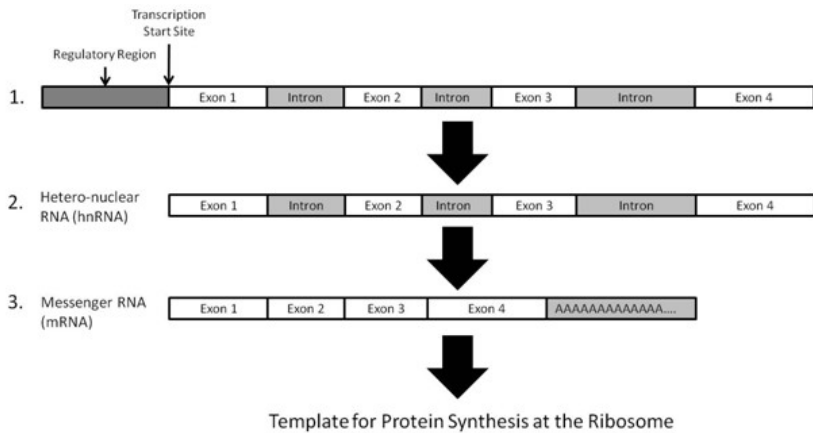 Transcription
Start Site
Regulatory Region
1.
Exon 1 Intron Exon 2 Intron Exon 3 Intron Exon 4
2.
Hetero-nuclear
RNA (hnRNA)
Exon 1 Intron Exon 2 Intron Exon 3 Intron Exon 4
3.
Messenger RNA
(mRNA)
Exon 1 Exon 2 Exon 3 Exon 4 AAAAAAAAAAAAAA....
Template for Protein Synthesis at the Ribosome